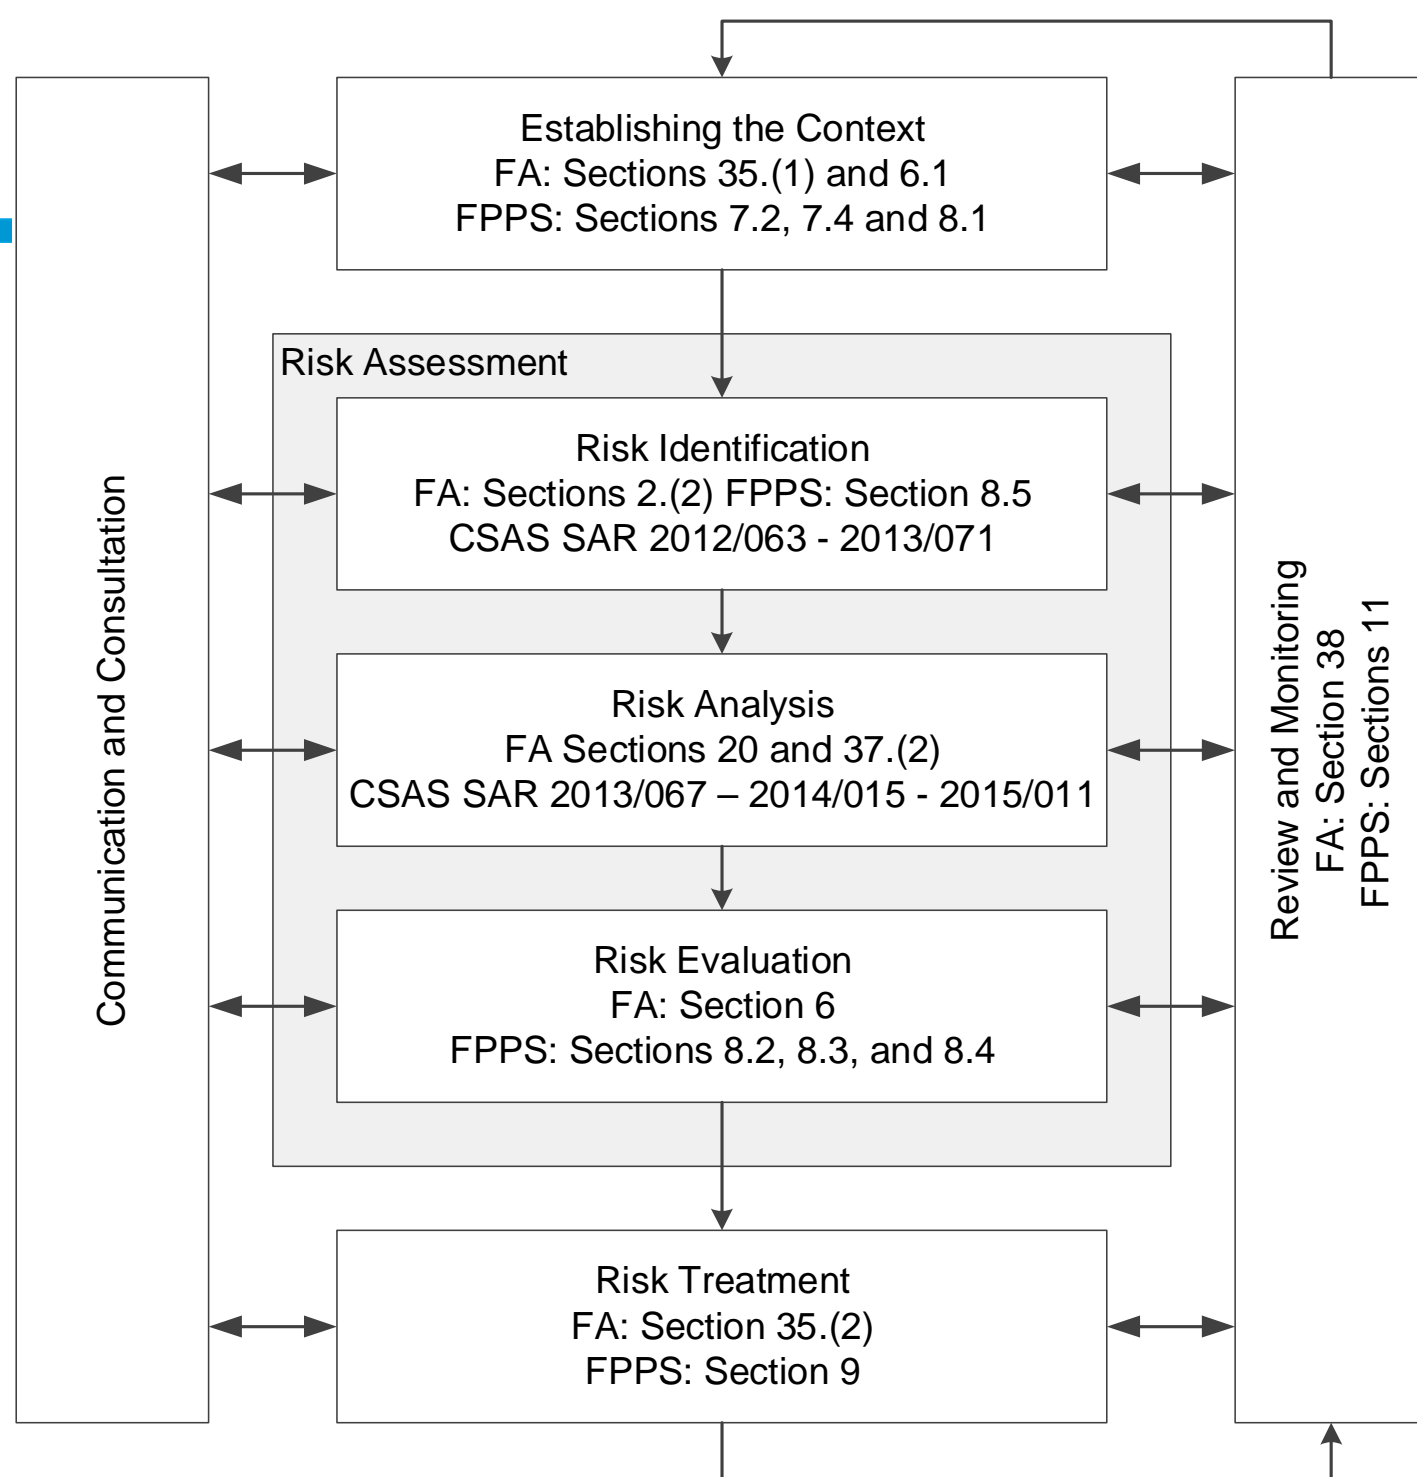 Establishing the Context
FA: Sections 35.(1) and 6.1
FPPS: Sections 7.2, 7.4 and 8.1
Risk Assessment
Risk Identification
FA: Sections 2.(2) FPPS: Section 8.5
CSAS SAR 2012/063 - 2013/071
Risk Analysis
FA Sections 20 and 37.(2)
CSAS SAR 2013/067 – 2014/015 - 2015/011
Risk Evaluation
FA: Section 6
FPPS: Sections 8.2, 8.3, and 8.4
Risk Treatment
FA: Section 35.(2)
FPPS: Section 9
Communication and Consultation
Review and Monitoring
FA: Section 38
FPPS: Sections 11